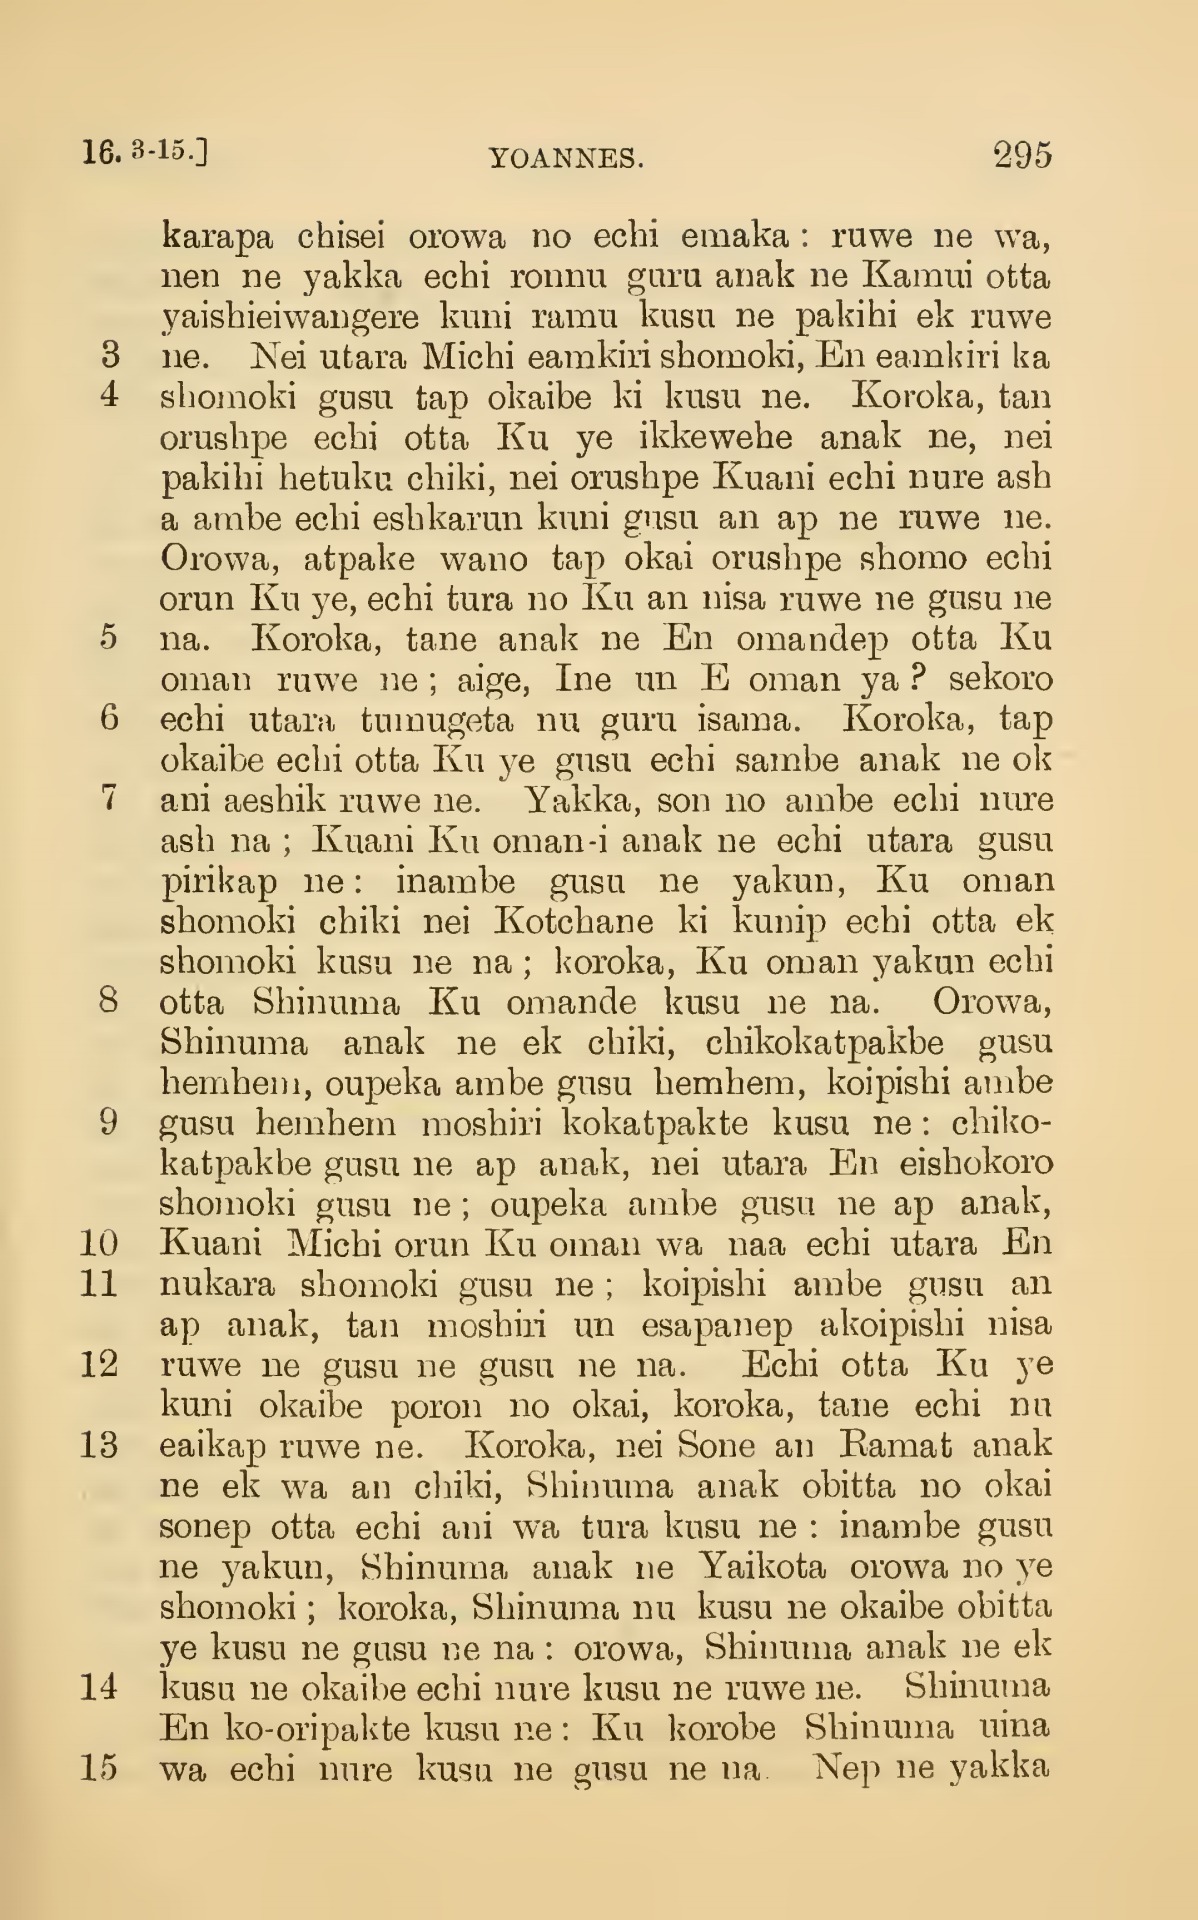 16. 3-15.] YOANNES. 295
karapa chisei orowa no echi emaka : ruwe ne wa,
nen ne yakka echi ronnu guru anak ne Kamui otta
yaishieiwangere kuni ramu kusu ne pakihi ek ruwe
3 ne. Nei utara Michi eamkiri shomoki, En eamkiri ka
4 shomoki gusu tap okaibe ki kusu ne. Koroka, tan
orushpe echi otta Ku ye ikkewehe anak ne, nei
pakihi hetuku chiki, nei orushpe Kuani echi nure ash
a ambe echi eshkarun kuni gusu an ap ne ruwe ne.
Orowa, atpake wano tap okai orushpe shomo echi
orun Ku ye, echi tura no Ku an nisa ruwe ne gusu ne
5 na. Koroka, tane anak ne En omandep otta Ku
oman ruwe ne ; aige, Ine un E oman ya ? sekoro
6 echi utara tumugeta nu guru isama. Koroka, tap
okaibe echi otta Ku ye gusu echi sambe anak ne ok
7 ani aeshik ruwe ne. Yakka, son no ambe echi nure
ash na ; Kuani Ku oman-i anak ne echi utara gusu
pirikap ne : inambe gusu ne yakun, Ku oman
shomoki chiki nei Kotchane ki kunip echi otta ek
shomoki kusu ne na ; koroka, Ku oman yakun echi
8 otta Shinuma Ku omande kusu ne na. Orowa,
Shinuma anak ne ek chiki, chikokatpakbe gusu
hemhem, oupeka ambe gusu hemhem, koipishi ambe
9 gusu hemhem moshiri kokatpakte kusu ne : chiko-
katpakbe gusu ne ap anak, nei utara En eishokoro
shomoki gusu ne ; oupeka ambe gusu ne ap anak,
10 Kuani Michi orun Ku oman wa naa echi utara En
11 nukara shomoki gusu ne ; koipishi ambe gusu an
ap anak, tan moshiri un esapanep akoipishi nisa
12 ruwe ne gusu ne gusu ne na. Echi otta Ku ye
kuni okaibe poron no okai, koroka, tane echi nu
13 eaikap ruwe ne. Koroka, nei Sone an Ramat anak
ne ek wa an chiki, Shinuma anak obitta no okai
sonep otta echi ani wa tura kusu ne : inambe gusu
ne yakun, Shinuma anak ne Yaikota orowa no ye
shomoki ; koroka, Shinuma nu kusu ne okaibe obitta
ye kusu ne gusu ne na : orowa, Shinuma anak ne ek
14 kusu ne okaibe echi nure kusu ne ruwe ne. Shinuma
En ko-oripakte kusu ne : Ku korobe Shinuma uina
15 wa echi nure kusu ne gusu ne na. Nep ne yakka